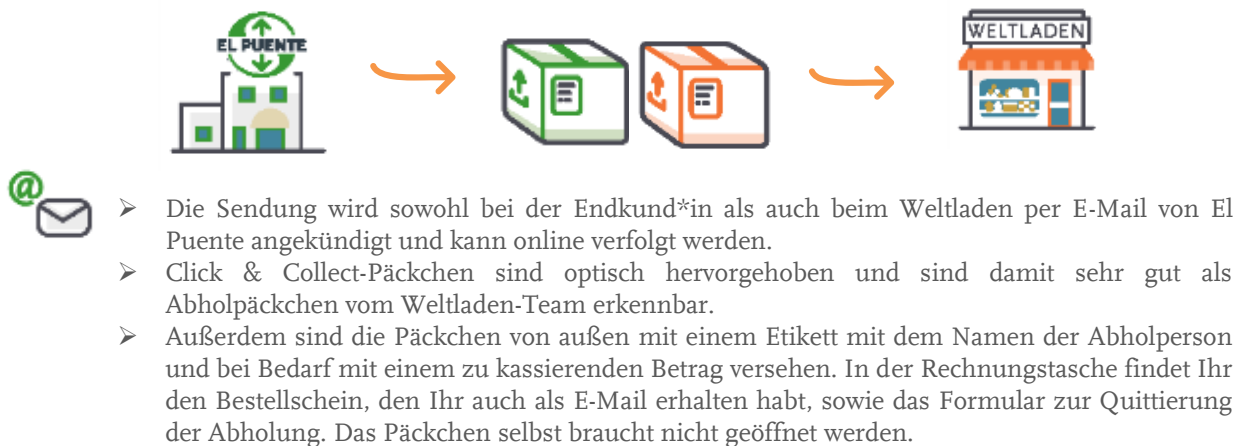 EL PUENTE
WELTLADEN
@
➢ Die Sendung wird sowohl bei der Endkund*in als auch beim Weltladen per E-Mail von El
Puente angekündigt und kann online verfolgt werden.
➢ Click & Collect-Päckchen sind optisch hervorgehoben und sind damit sehr gut als
Abholpäckchen vom Weltladen-Team erkennbar.
➢ Außerdem sind die Päckchen von außen mit einem Etikett mit dem Namen der Abholperson
und bei Bedarf mit einem zu kassierenden Betrag versehen. In der Rechnungstasche findet Ihr
den Bestellschein, den Ihr auch als E-Mail erhalten habt, sowie das Formular zur Quittierung
der Abholung. Das Päckchen selbst braucht nicht geöffnet werden.